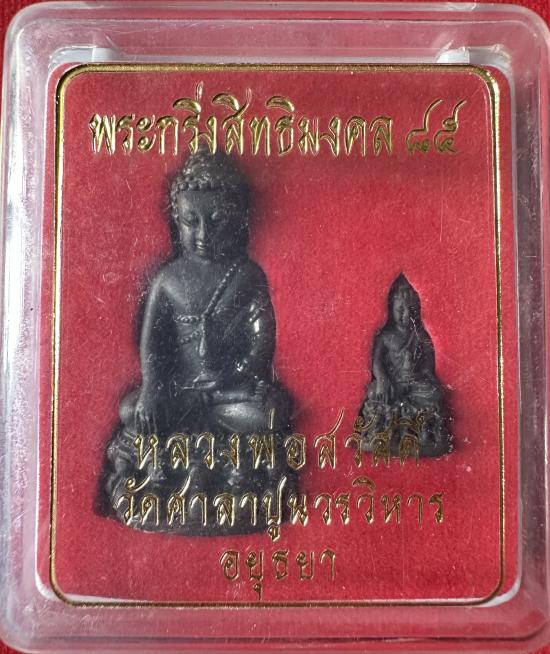 พระกริ่งสิทธิมงคล ๘๕
หลวงพ่อสวัสดิ์
วัดศาลาปูนวรวิหาร
อยุธยา